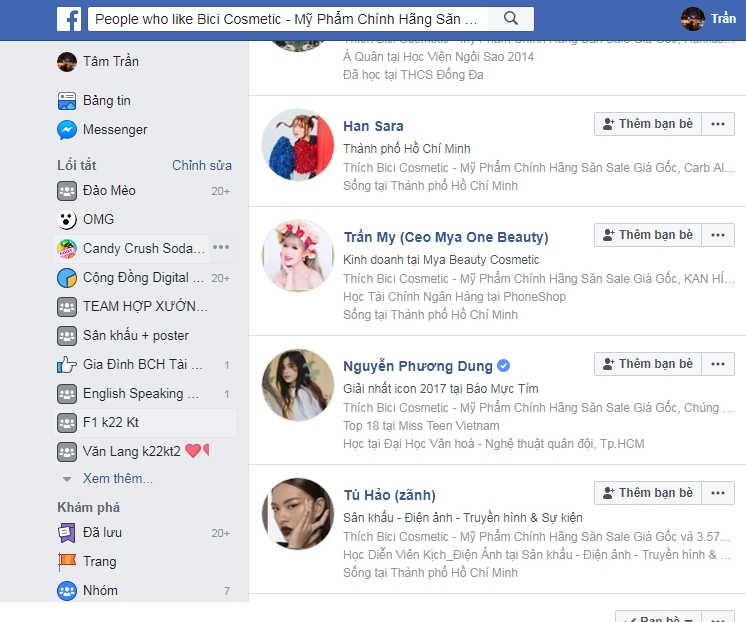 People who like Bici Cosmetic - Mỹ Phẩm Chính Hãng Săn ...
Trần
Tâm Trần
Bảng tin
Messenger
Lối tắt
Chỉnh sửa
Đảo Mèo
20+
OMG
Candy Crush Soda...
Cộng Đồng Digital ...
20+
TEAM HỢP XƯỚN...
Sân khấu + poster
Gia Đình BCH Tài ...
1
English Speaking ...
1
F1 k22 Kt
Văn Lang k22kt2
Xem thêm...
Khám phá
Đã lưu
20+
Trang
Nhóm
7
Á Quân tại Học Viện Ngôi Sao 2014
Đã học tại THCS Đống Đa
Han Sara
Thêm bạn bè
Thành phố Hồ Chí Minh
Thích Bici Cosmetic - Mỹ Phẩm Chính Hãng Săn Sale Giá Gốc, Carb Al...
Sống tại Thành phố Hồ Chí Minh
Trần My (Ceo Mya One Beauty)
Thêm bạn bè
Kinh doanh tại Mya Beauty Cosmetic
Thích Bici Cosmetic - Mỹ Phẩm Chính Hãng Săn Sale Giá Gốc, KAN HÍ...
Học Tài Chính Ngân Hàng tại PhoneShop
Sống tại Thành phố Hồ Chí Minh
Nguyễn Phương Dung
Thêm bạn bè
Giải nhất icon 2017 tại Báo Mực Tím
Thích Bici Cosmetic - Mỹ Phẩm Chính Hãng Săn Sale Giá Gốc, Chúng ...
Top 18 tại Miss Teen Vietnam
Học tại Đại Học Văn hoá - Nghệ thuật quân đội, Tp.HCM
Tú Hảo (zãnh)
Thêm bạn bè
Sân khấu - Điện ảnh - Truyền hình & Sự kiện
Thích Bici Cosmetic - Mỹ Phẩm Chính Hãng Săn Sale Giá Gốc và 3.57...
Học Diễn Viên Kịch_Điện Ảnh tại Sân khấu - Điện ảnh - Truyền hình & ...
Sống tại Thành phố Hồ Chí Minh